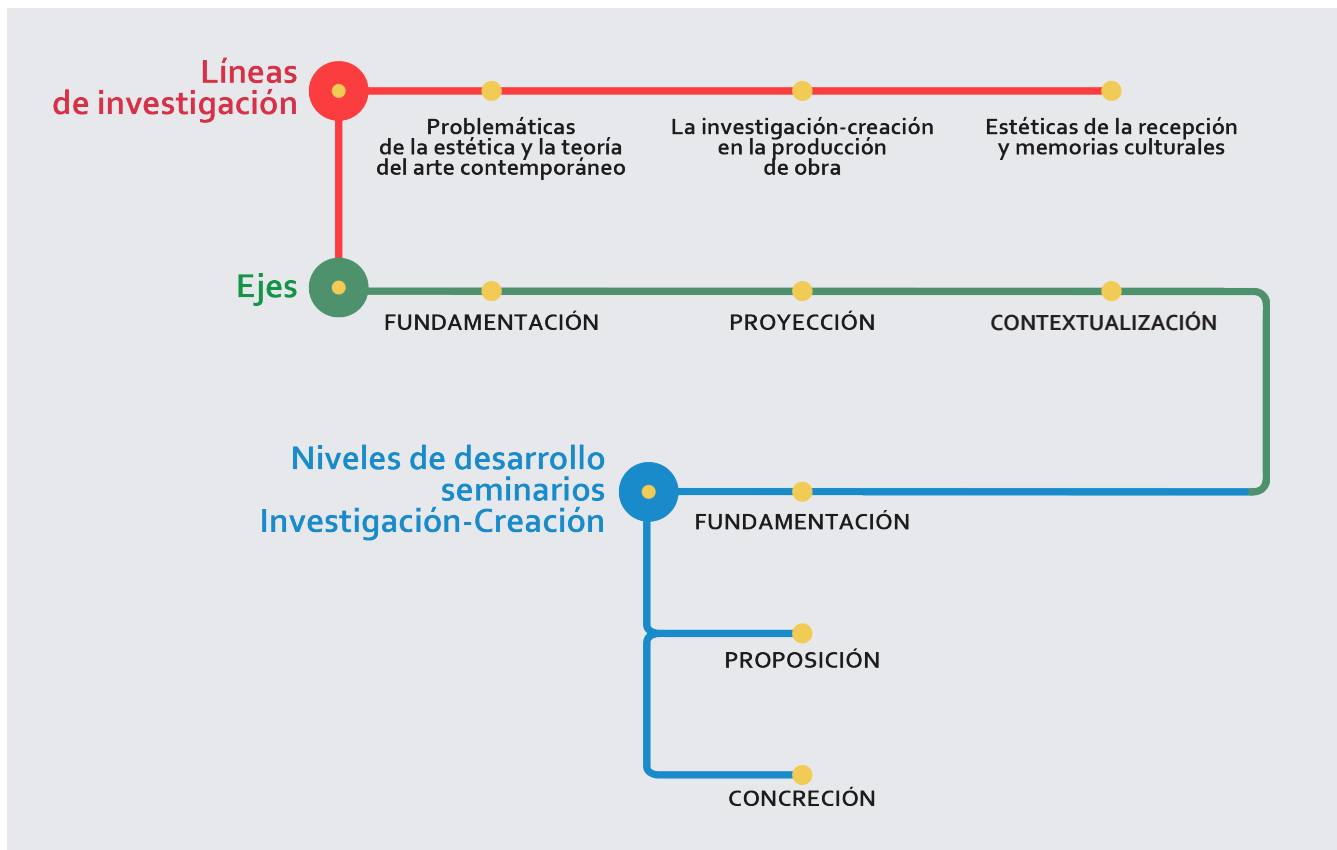 Líneas
de investigación
Problemáticas
de la estética y la teoría
del arte contemporáneo
La investigación-creación
en la producción
de obra
Estéticas de la recepción
y memorias culturales
Ejes
FUNDAMENTACIÓN
PROYECCIÓN
CONTEXTUALIZACIÓN
Niveles de desarrollo
seminarios
Investigación-Creación
FUNDAMENTACIÓN
PROPOSICIÓN
CONCRECIÓN